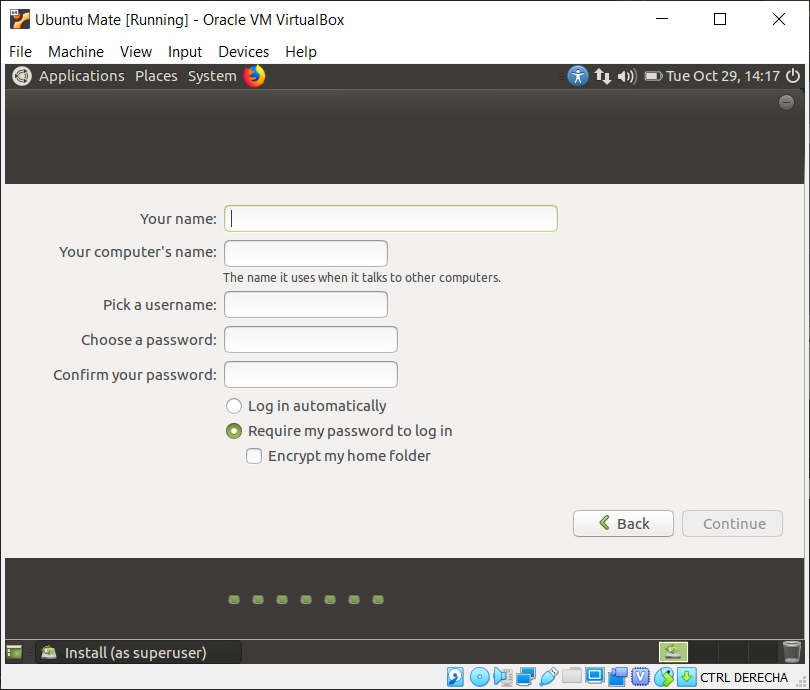 Ubuntu Mate [Running] - Oracle VM VirtualBox
File Machine View Input Devices Help
Applications Places System Tue Oct 29, 14:17
Your name:
Your computer's name:
The name it uses when it talks to other computers.
Pick a username:
Choose a password:
Confirm your password:
Log in automatically
Require my password to log in
Encrypt my home folder
Back Continue
Install (as superuser)
CTRL DERECHA